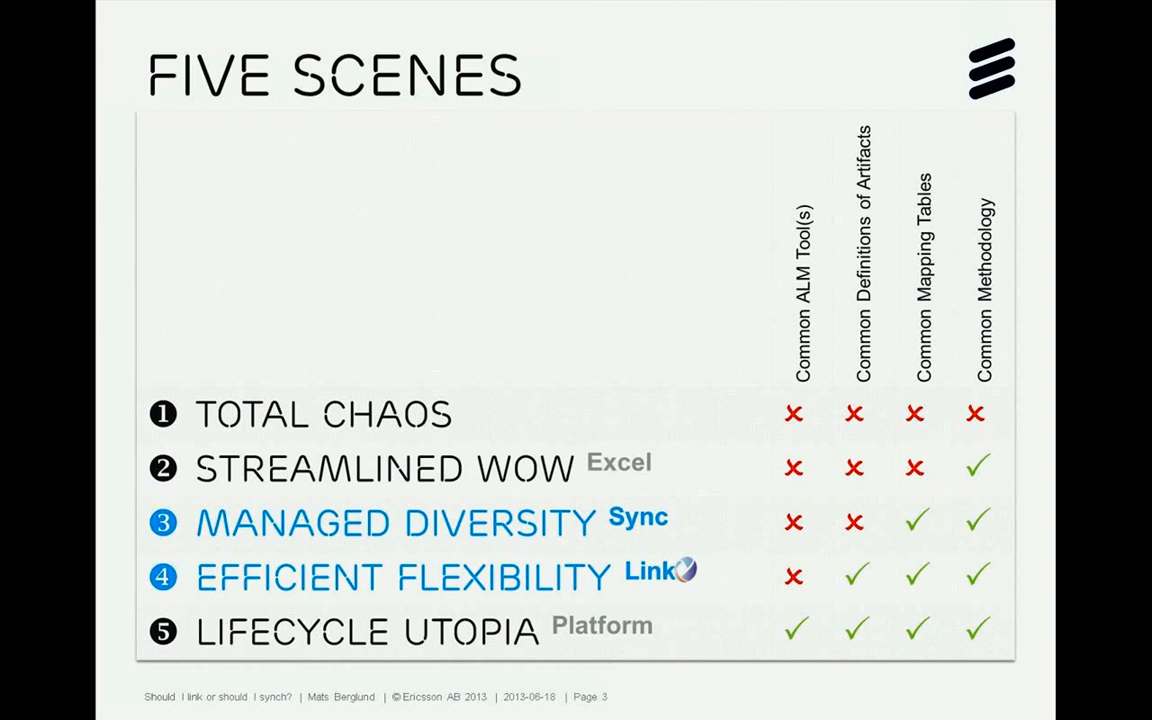 FIVE SCENES
Common ALM Tool(s)
Common Definitions of Artifacts
Common Mapping Tables
Common Methodology
1 TOTAL CHAOS ✗ ✗ ✗ ✗
2 STREAMLINED WOW Excel ✗ ✗ ✗ ✓
3 MANAGED DIVERSITY Sync ✗ ✗ ✓ ✓
4 EFFICIENT FLEXIBILITY Link ✗ ✓ ✓ ✓
5 LIFECYCLE UTOPIA Platform ✓ ✓ ✓ ✓
Should I link or should I synch? | Mats Berglund | © Ericsson AB 2013 | 2013-06-18 | Page 3